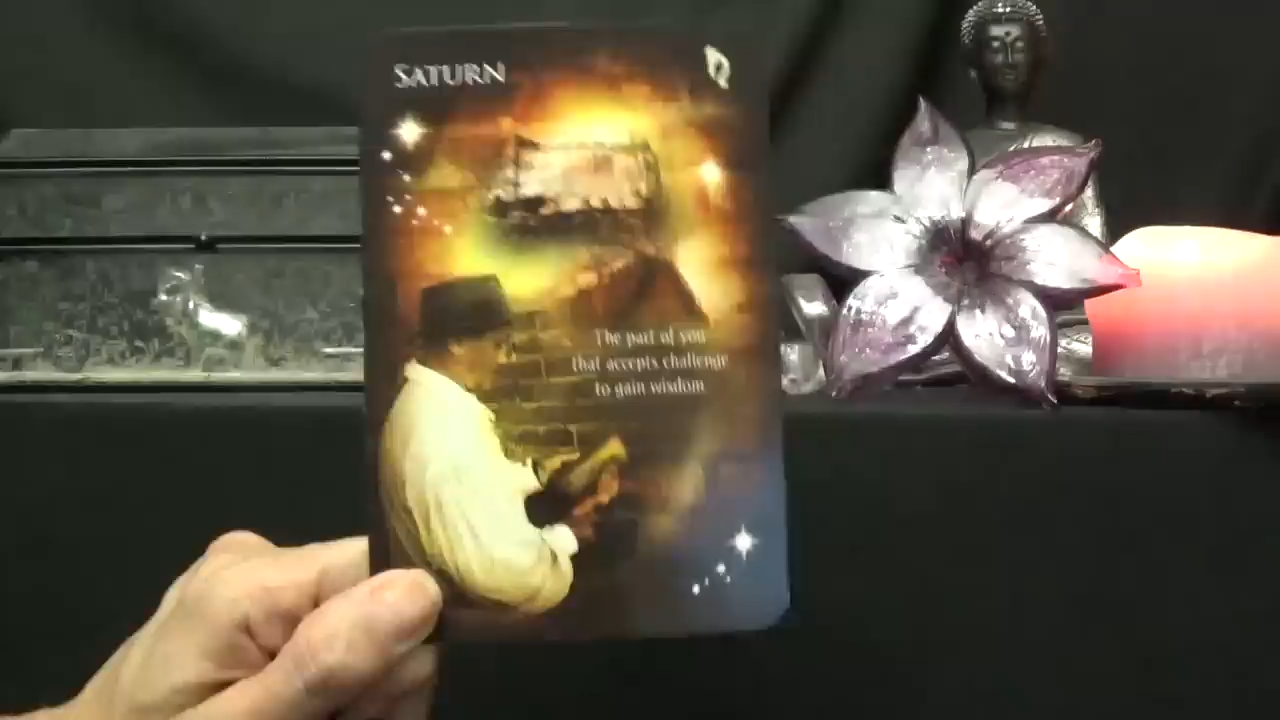 SATURN
The part of you
that accepts challenge
to gain wisdom